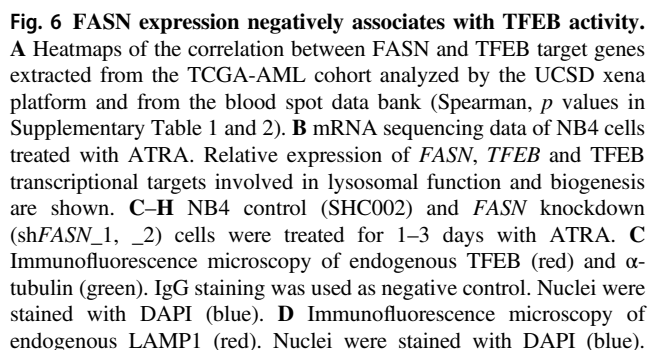 Fig. 6 FASN expression negatively associates with TFEB activity.
A Heatmaps of the correlation between FASN and TFEB target genes
extracted from the TCGA-AML cohort analyzed by the UCSD xena
platform and from the blood spot data bank (Spearman, p values in
Supplementary Table 1 and 2). B mRNA sequencing data of NB4 cells
treated with ATRA. Relative expression of FASN, TFEB and TFEB
transcriptional targets involved in lysosomal function and biogenesis
are shown. C–H NB4 control (SHC002) and FASN knockdown
(shFASN_1, _2) cells were treated for 1–3 days with ATRA. C
Immunofluorescence microscopy of endogenous TFEB (red) and α-
tubulin (green). IgG staining was used as negative control. Nuclei were
stained with DAPI (blue). D Immunofluorescence microscopy of
endogenous LAMP1 (red). Nuclei were stained with DAPI (blue).